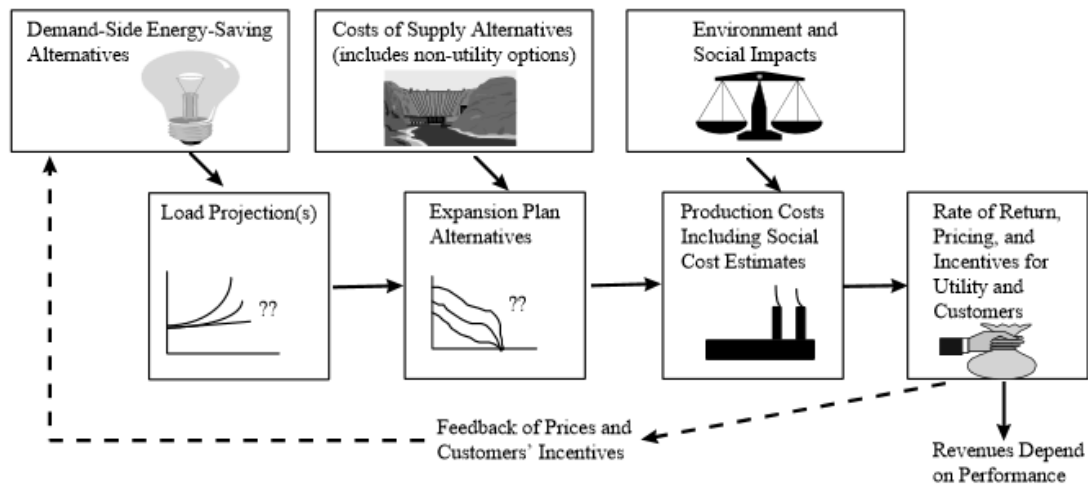 Demand-Side Energy-Saving
Alternatives
Costs of Supply Alternatives
(includes non-utility options)
Environment and
Social Impacts
Load Projection(s)
??
Expansion Plan
Alternatives
??
Production Costs
Including Social
Cost Estimates
Rate of Return,
Pricing, and
Incentives for
Utility and
Customers
Feedback of Prices and
Customers' Incentives
Revenues Depend
on Performance